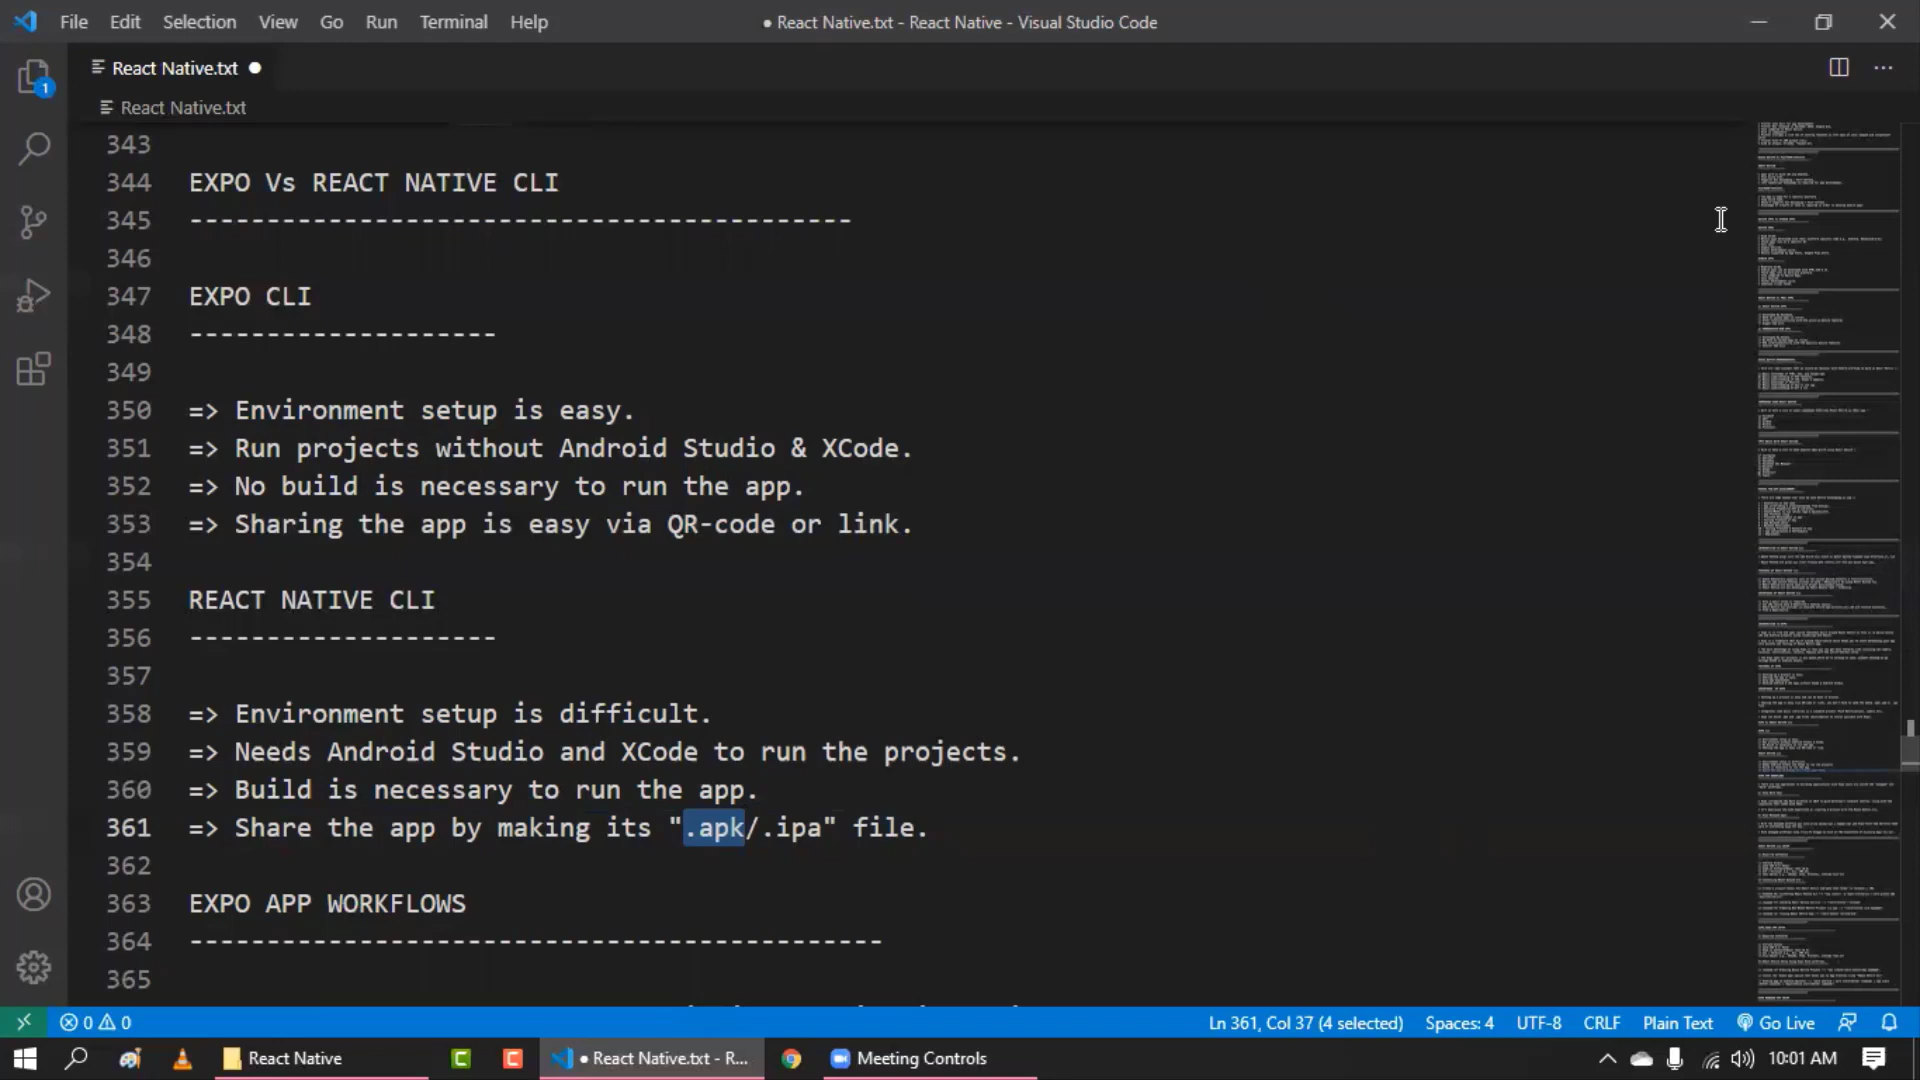 File Edit Selection View Go Run Terminal Help
● React Native.txt - React Native - Visual Studio Code
1
React Native.txt ●
React Native.txt
343
344 EXPO Vs REACT NATIVE CLI
345 -------------------------------------------
346
347 EXPO CLI
348 --------------------
349
350 => Environment setup is easy.
351 => Run projects without Android Studio & XCode.
352 => No build is necessary to run the app.
353 => Sharing the app is easy via QR-code or link.
354
355 REACT NATIVE CLI
356 --------------------
357
358 => Environment setup is difficult.
359 => Needs Android Studio and XCode to run the projects.
360 => Build is necessary to run the app.
361 => Share the app by making its ".apk/.ipa" file.
362
363 EXPO APP WORKFLOWS
364 ---------------------------------------------
365
0 0 Ln 361, Col 37 (4 selected) Spaces: 4 UTF-8 CRLF Plain Text Go Live
React Native C C ● React Native.txt - R... Meeting Controls 10:01 AM